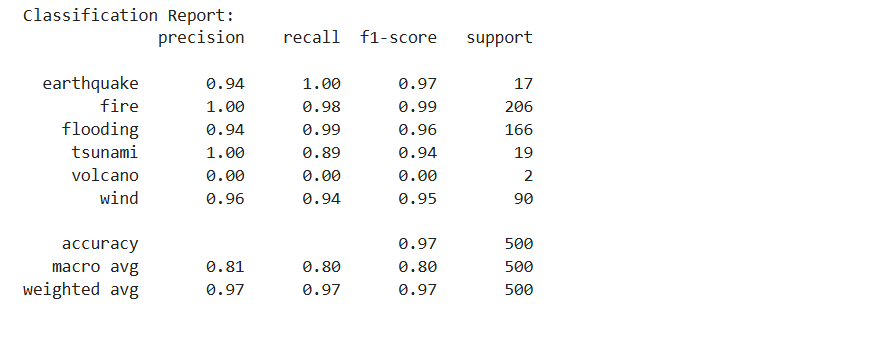 Classification Report:
precision recall f1-score support
earthquake 0.94 1.00 0.97 17
fire 1.00 0.98 0.99 206
flooding 0.94 0.99 0.96 166
tsunami 1.00 0.89 0.94 19
volcano 0.00 0.00 0.00 2
wind 0.96 0.94 0.95 90
accuracy 0.97 500
macro avg 0.81 0.80 0.80 500
weighted avg 0.97 0.97 0.97 500